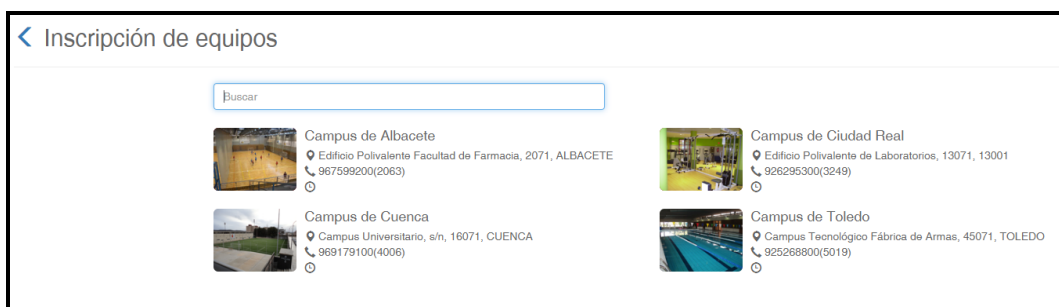 Inscripción de equipos
Buscar
Campus de Albacete
Edificio Polivalente Facultad de Farmacia, 2071, ALBACETE
967599200(2063)
Campus de Ciudad Real
Edificio Polivalente de Laboratorios, 13071, 13001
926295300(3249)
Campus de Cuenca
Campus Universitario, s/n, 16071, CUENCA
969179100(4006)
Campus de Toledo
Campus Tecnológico Fábrica de Armas, 45071, TOLEDO
925268800(5019)